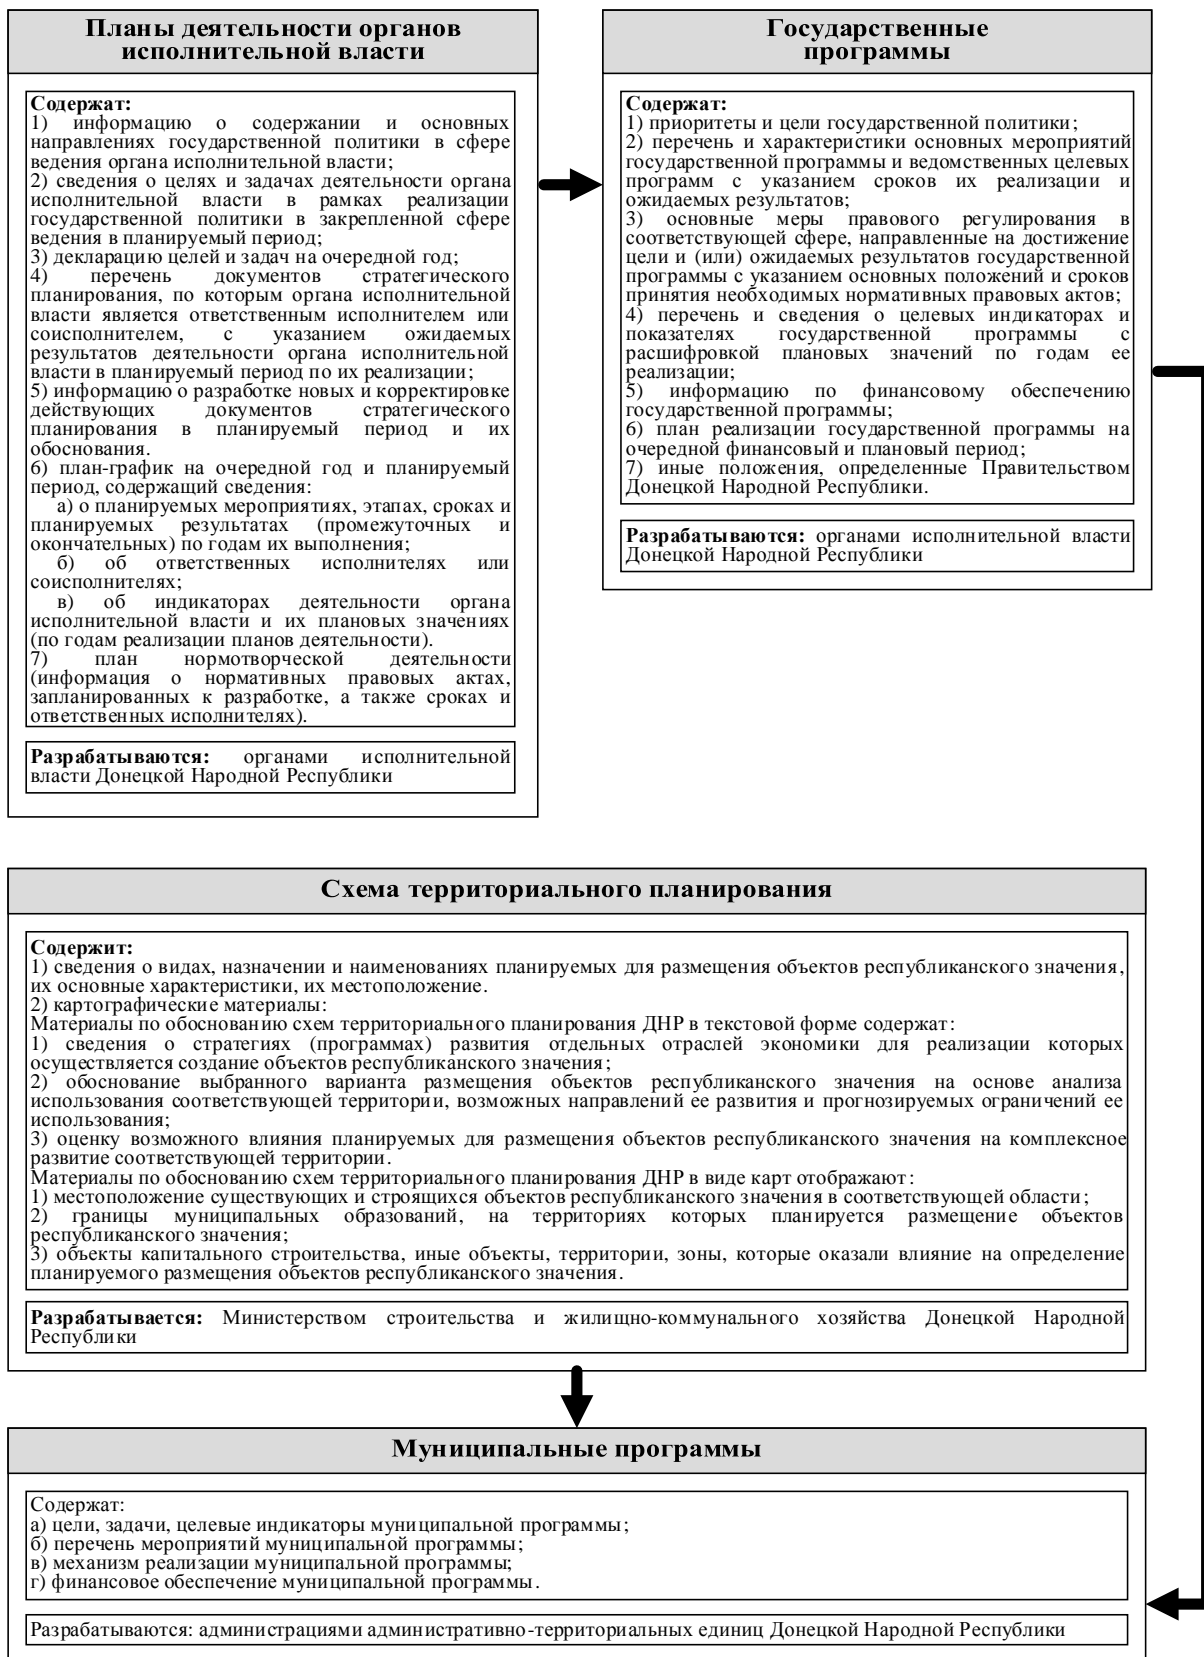 Планы деятельности органов
исполнительной власти
Содержат:
1) информацию о содержании и основных
направлениях государственной политики в сфере
ведения органа исполнительной власти;
2) сведения о целях и задачах деятельности органа
исполнительной власти в рамках реализации
государственной политики в закрепленной сфере
ведения в планируемый период;
3) декларацию целей и задач на очередной год;
4) перечень документов стратегического
планирования, по которым органа исполнительной
власти является ответственным исполнителем или
соисполнителем, с указанием ожидаемых
результатов деятельности органа исполнительной
власти в планируемый период по их реализации;
5) информацию о разработке новых и корректировке
действующих документов стратегического
планирования в планируемый период и их
обоснования.
6) план-график на очередной год и планируемый
период, содержащий сведения:
а) о планируемых мероприятиях, этапах, сроках и
планируемых результатах (промежуточных и
окончательных) по годам их выполнения;
б) об ответственных исполнителях или
соисполнителях;
в) об индикаторах деятельности органа
исполнительной власти и их плановых значениях
(по годам реализации планов деятельности).
7) план нормотворческой деятельности
(информация о нормативных правовых актах,
запланированных к разработке, а также сроках и
ответственных исполнителях).
Разрабатываются: органами исполнительной
власти Донецкой Народной Республики
Государственные
программы
Содержат:
1) приоритеты и цели государственной политики;
2) перечень и характеристики основных мероприятий
государственной программы и ведомственных целевых
программ с указанием сроков их реализации и
ожидаемых результатов;
3) основные меры правового регулирования в
соответствующей сфере, направленные на достижение
цели и (или) ожидаемых результатов государственной
программы с указанием основных положений и сроков
принятия необходимых нормативных правовых актов;
4) перечень и сведения о целевых индикаторах и
показателях государственной программы с
расшифровкой плановых значений по годам ее
реализации;
5) информацию по финансовому обеспечению
государственной программы;
6) план реализации государственной программы на
очередной финансовый и плановый период;
7) иные положения, определенные Правительством
Донецкой Народной Республики.
Разрабатываются: органами исполнительной власти
Донецкой Народной Республики
Схема территориального планирования
Содержит:
1) сведения о видах, назначении и наименованиях планируемых для размещения объектов республиканского значения,
их основные характеристики, их местоположение.
2) картографические материалы:
Материалы по обоснованию схем территориального планирования ДНР в текстовой форме содержат:
1) сведения о стратегиях (программах) развития отдельных отраслей экономики для реализации которых
осуществляется создание объектов республиканского значения;
2) обоснование выбранного варианта размещения объектов республиканского значения на основе анализа
использования соответствующей территории, возможных направлений ее развития и прогнозируемых ограничений ее
использования;
3) оценку возможного влияния планируемых для размещения объектов республиканского значения на комплексное
развитие соответствующей территории.
Материалы по обоснованию схем территориального планирования ДНР в виде карт отображают:
1) местоположение существующих и строящихся объектов республиканского значения в соответствующей области;
2) границы муниципальных образований, на территориях которых планируется размещение объектов
республиканского значения;
3) объекты капитального строительства, иные объекты, территории, зоны, которые оказали влияние на определение
планируемого размещения объектов республиканского значения.
Разрабатывается: Министерством строительства и жилищно-коммунального хозяйства Донецкой Народной
Республики
Муниципальные программы
Содержат:
а) цели, задачи, целевые индикаторы муниципальной программы;
б) перечень мероприятий муниципальной программы;
в) механизм реализации муниципальной программы;
г) финансовое обеспечение муниципальной программы.
Разрабатываются: администрациями административно-территориальных единиц Донецкой Народной Республики